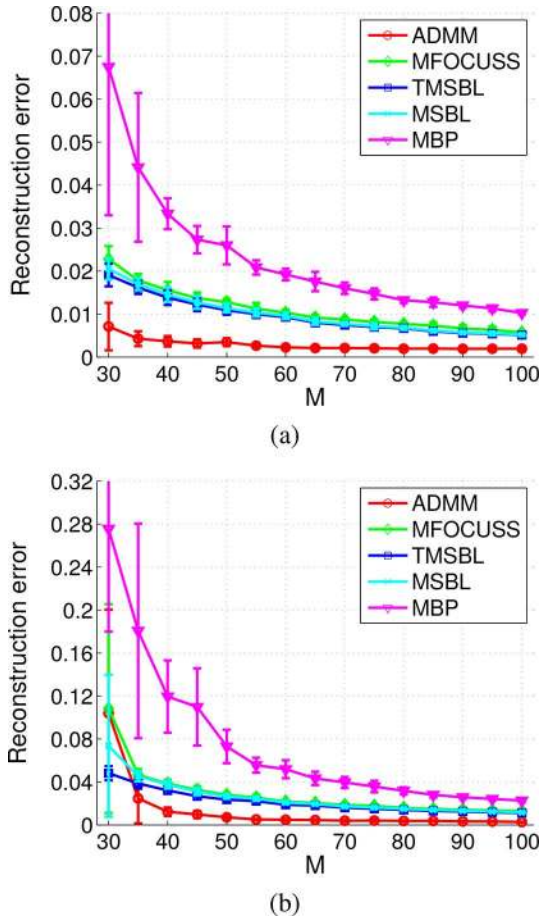 0.08
0.07
0.06
0.05
0.04
0.03
0.02
0.01
0
Reconstruction error
ADMM
MFOCUSS
TMSBL
MSBL
MBP
30 40 50 60 70 80 90 100
M
(a)
0.32
0.28
0.24
0.2
0.16
0.12
0.08
0.04
0
Reconstruction error
ADMM
MFOCUSS
TMSBL
MSBL
MBP
30 40 50 60 70 80 90 100
M
(b)